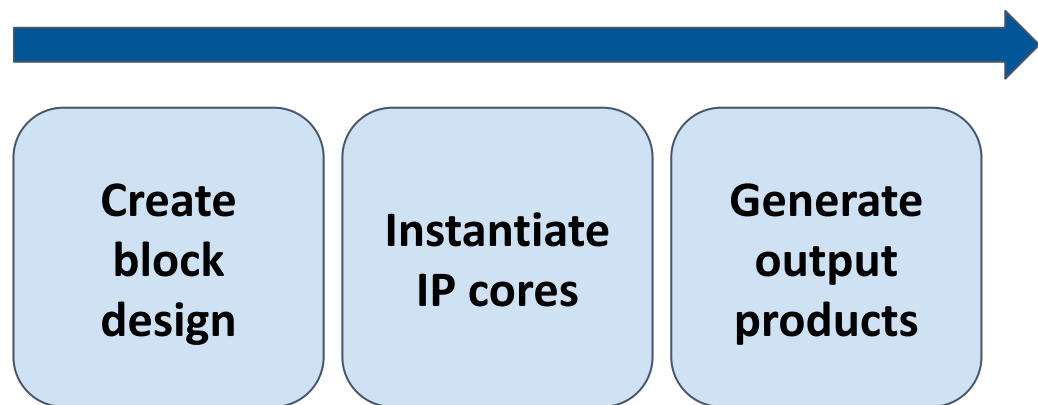 Create
block
design
Instantiate
IP cores
Generate
output
products